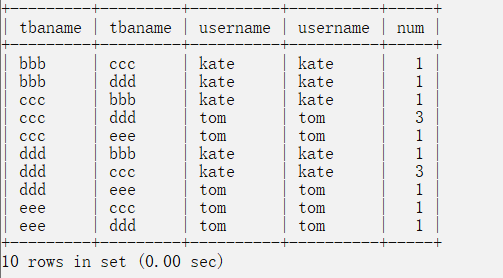 +---------+---------+----------+----------+-----+
| tbaname | tbaname | username | username | num |
+---------+---------+----------+----------+-----+
| bbb     | ccc     | kate     | kate     |   1 |
| bbb     | ddd     | kate     | kate     |   1 |
| ccc     | bbb     | kate     | kate     |   1 |
| ccc     | ddd     | tom      | tom      |   3 |
| ccc     | eee     | tom      | tom      |   1 |
| ddd     | bbb     | kate     | kate     |   1 |
| ddd     | ccc     | kate     | kate     |   3 |
| ddd     | eee     | tom      | tom      |   1 |
| eee     | ccc     | tom      | tom      |   1 |
| eee     | ddd     | tom      | tom      |   1 |
+---------+---------+----------+----------+-----+
10 rows in set (0.00 sec)